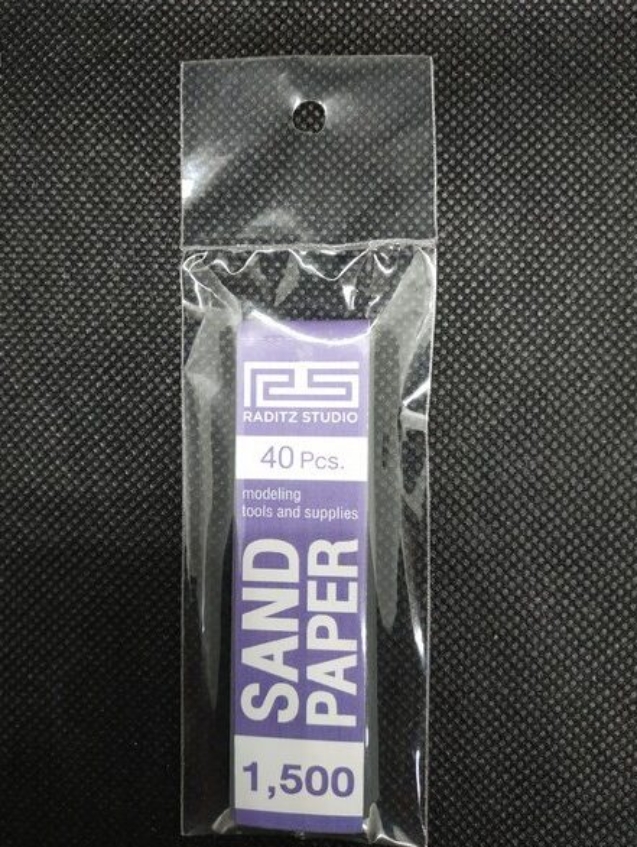 RADITZ STUDIO
40 Pcs.
modeling
tools and supplies
SAND
PAPER
1,500